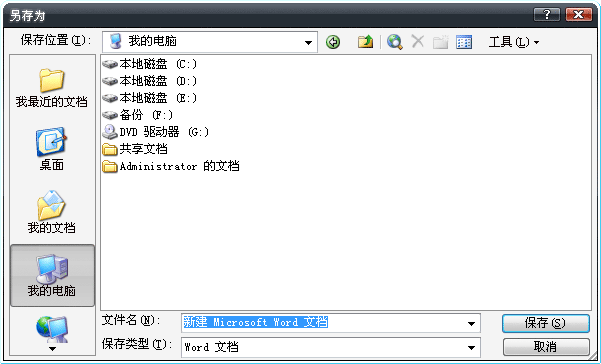 另存为
保存位置(I):
我的电脑
工具(L)
我最近的文档
桌面
我的文档
我的电脑
本地磁盘 (C:)
本地磁盘 (D:)
本地磁盘 (E:)
备份 (F:)
DVD 驱动器 (G:)
共享文档
Administrator 的文档
文件名(N):
新建 Microsoft Word 文档
保存(S)
保存类型(T):
Word 文档
取消